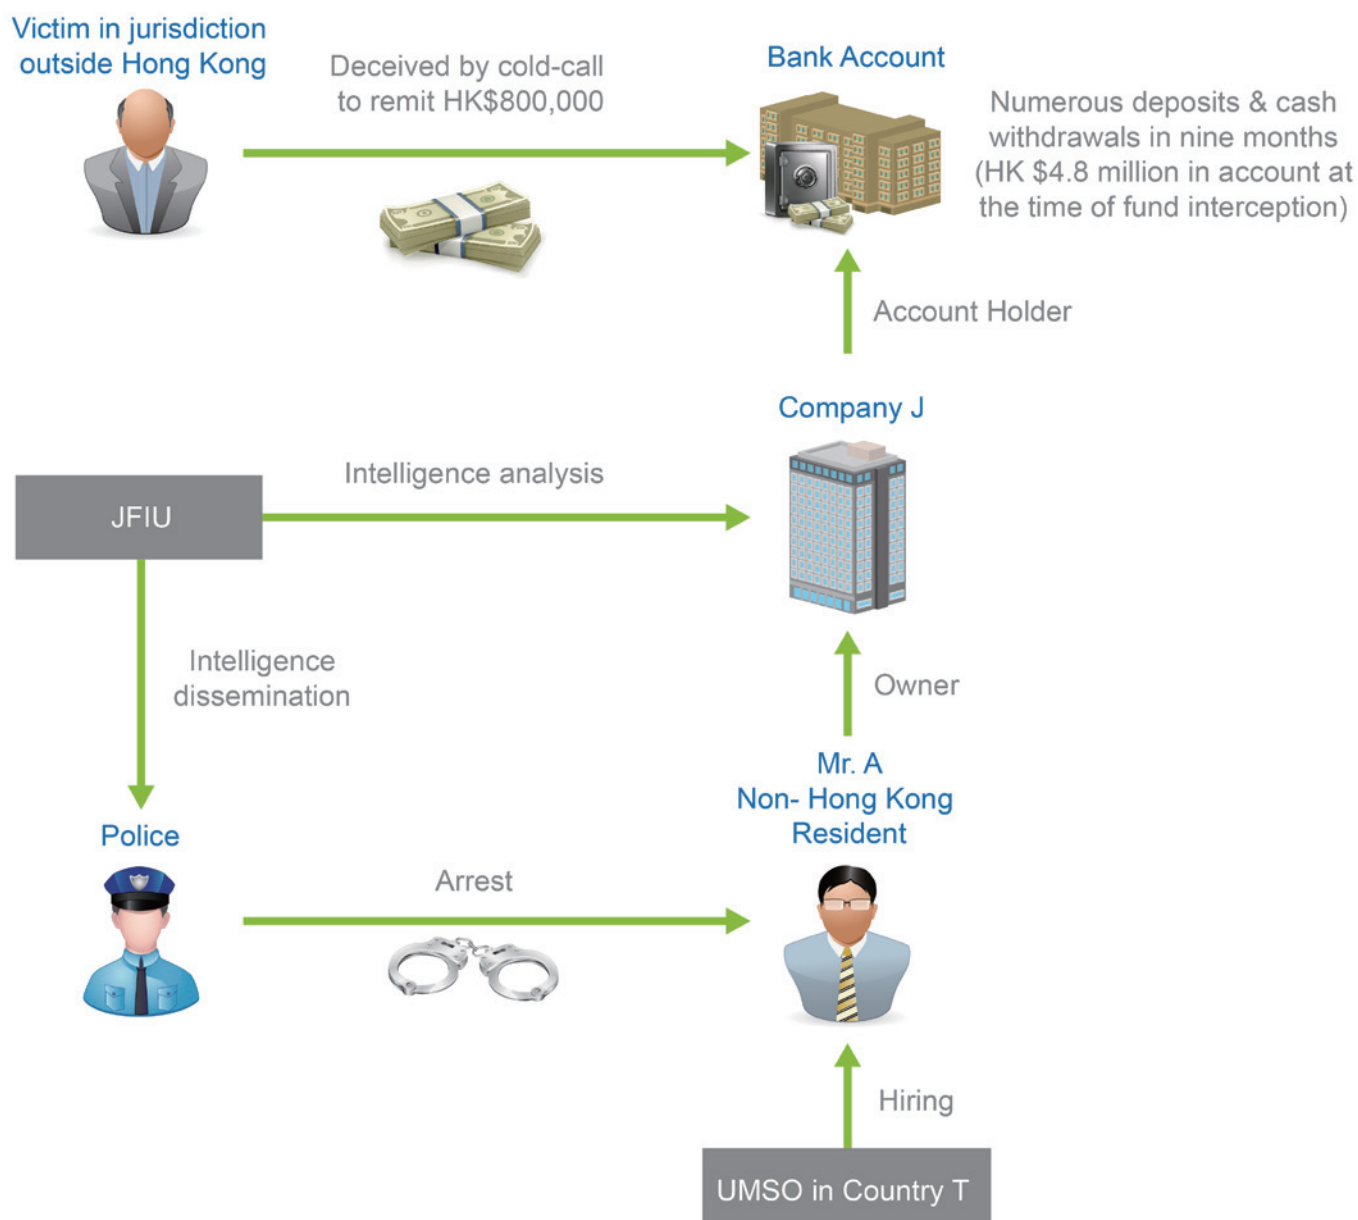 Victim in jurisdiction
outside Hong Kong
Deceived by cold-call
to remit HK$800,000
Bank Account
Numerous deposits & cash
withdrawals in nine months
(HK $4.8 million in account at
the time of fund interception)
Account Holder
Company J
JFIU
Intelligence analysis
Intelligence
dissemination
Owner
Mr. A
Non- Hong Kong
Resident
Police
Arrest
Hiring
UMSO in Country T